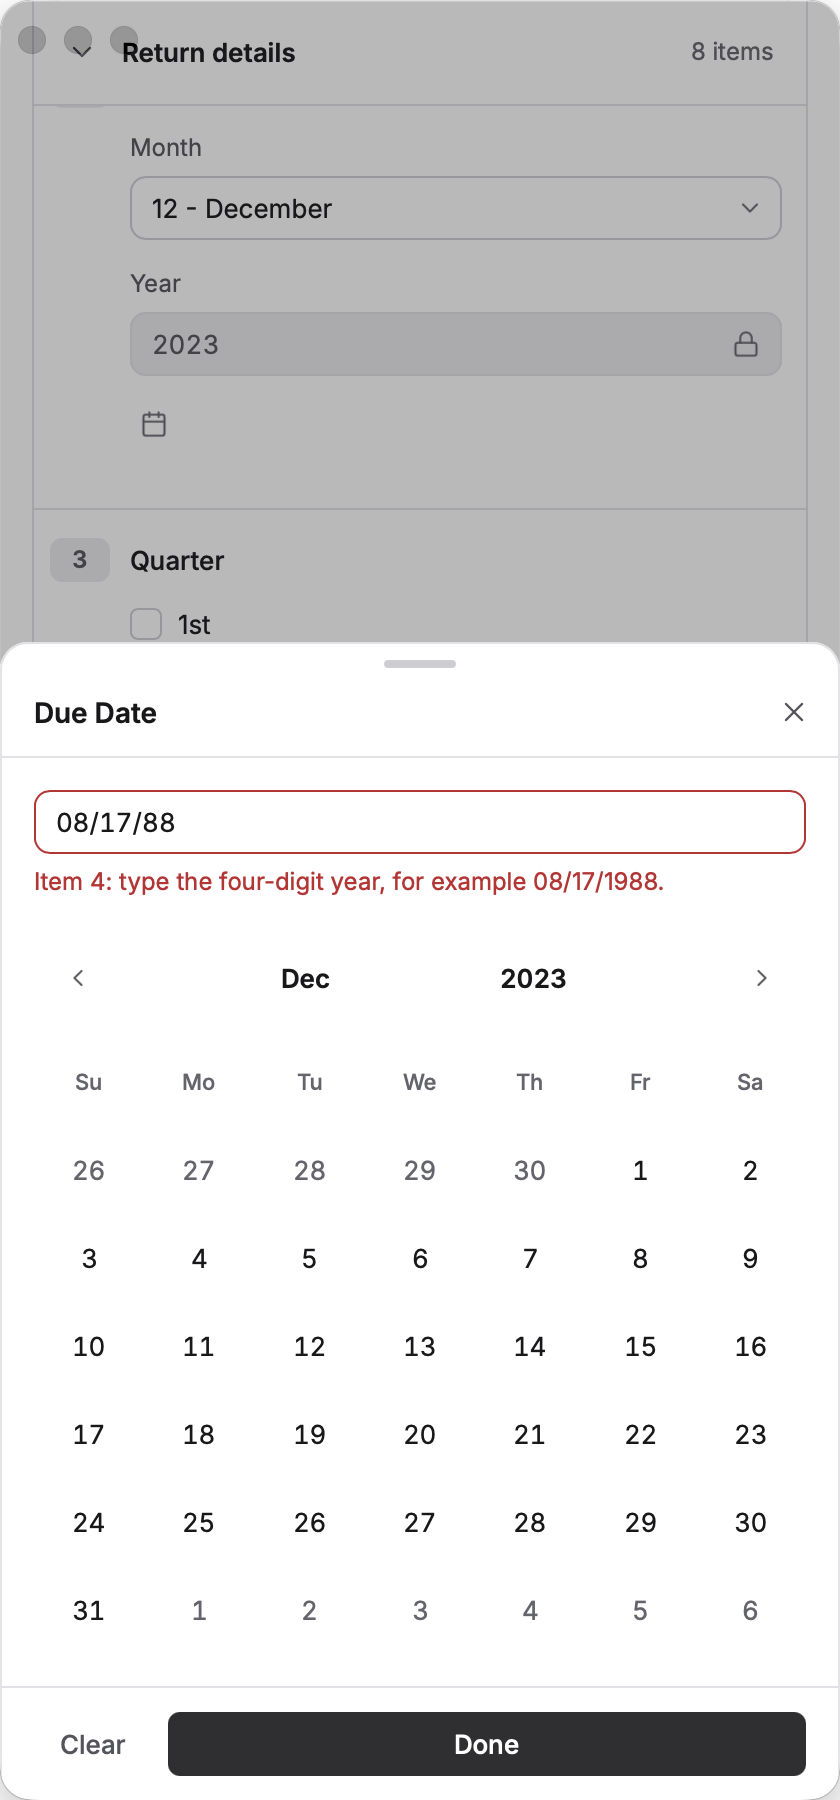 Return details 8 items
Month
12 - December
Year
2023
3 Quarter
1st
Due Date
08/17/88
Item 4: type the four-digit year, for example 08/17/1988.
Dec 2023
Su Mo Tu We Th Fr Sa
26 27 28 29 30 1 2
3 4 5 6 7 8 9
10 11 12 13 14 15 16
17 18 19 20 21 22 23
24 25 26 27 28 29 30
31 1 2 3 4 5 6
Clear Done